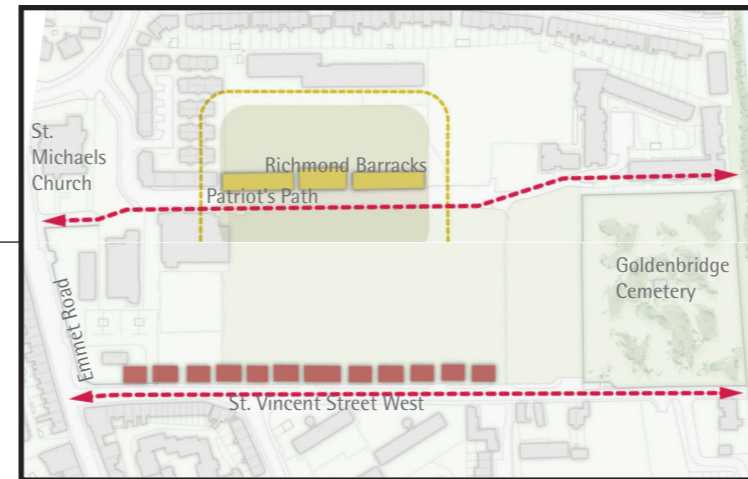 St.
Michaels
Church
Richmond Barracks
Patriot's Path
Goldenbridge
Cemetery
Emmet Road
St. Vincent Street West